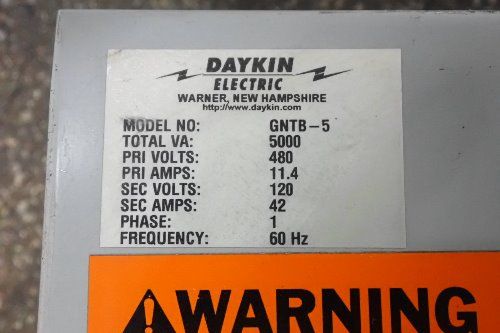 DAYKIN
ELECTRIC
WARNER, NEW HAMPSHIRE
http://www.daykin.com
MODEL NO: GNTB-5
TOTAL VA: 5000
PRI VOLTS: 480
PRI AMPS: 11.4
SEC VOLTS: 120
SEC AMPS: 42
PHASE: 1
FREQUENCY: 60 Hz
WARNING